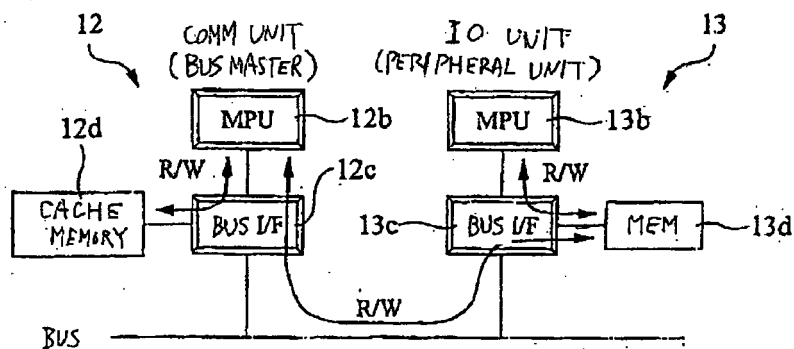 12
COMM UNIT
(BUS MASTER)
IO UNIT
(PERIPHERAL UNIT)
13
12d
MPU
12b
MPU
13b
R/W
12c
R/W
CACHE
MEMORY
BUS I/F
13c
BUS I/F
MEM
13d
R/W
BUS